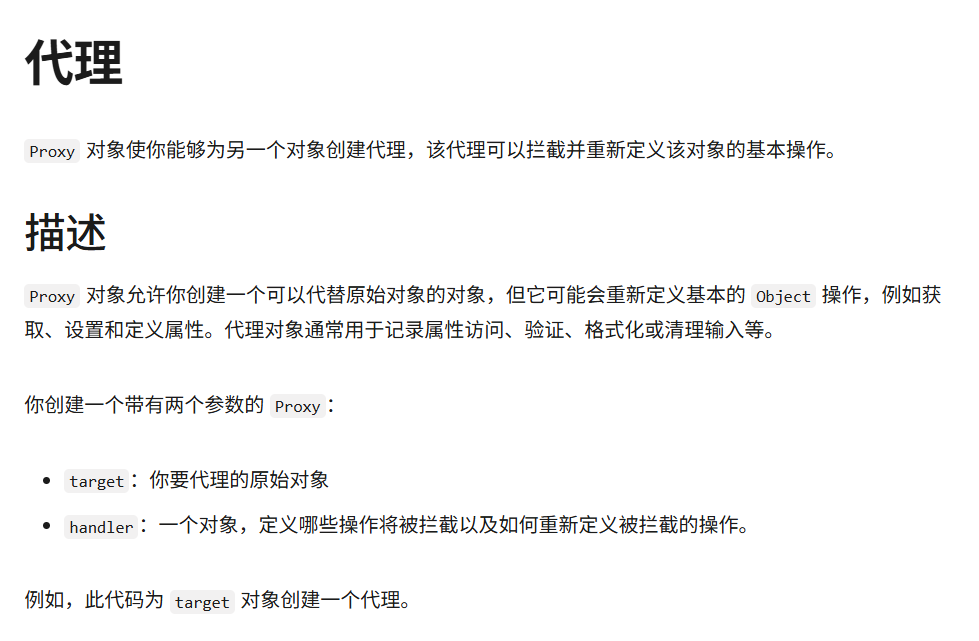 代理
Proxy 对象使你能够为另一个对象创建代理，该代理可以拦截并重新定义该对象的基本操作。
描述
Proxy 对象允许你创建一个可以代替原始对象的对象，但它可能会重新定义基本的 Object 操作，例如获
取、设置和定义属性。代理对象通常用于记录属性访问、验证、格式化或清理输入等。
你创建一个带有两个参数的 Proxy：
• target：你要代理的原始对象
• handler：一个对象，定义哪些操作将被拦截以及如何重新定义被拦截的操作。
例如，此代码为 target 对象创建一个代理。